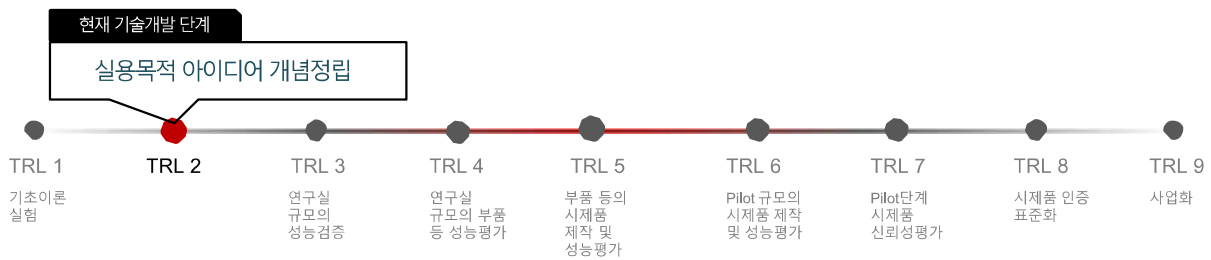 현재 기술개발 단계
실용목적 아이디어 개념정립
TRL 1
기초이론
실험
TRL 2
TRL 3
연구실
규모의
성능검증
TRL 4
연구실
규모의 부품
등 성능평가
TRL 5
부품 등의
시제품
제작 및
성능평가
TRL 6
Pilot 규모의
시제품 제작
및 성능평가
TRL 7
Pilot단계
시제품
신뢰성평가
TRL 8
시제품 인증
표준화
TRL 9
사업화